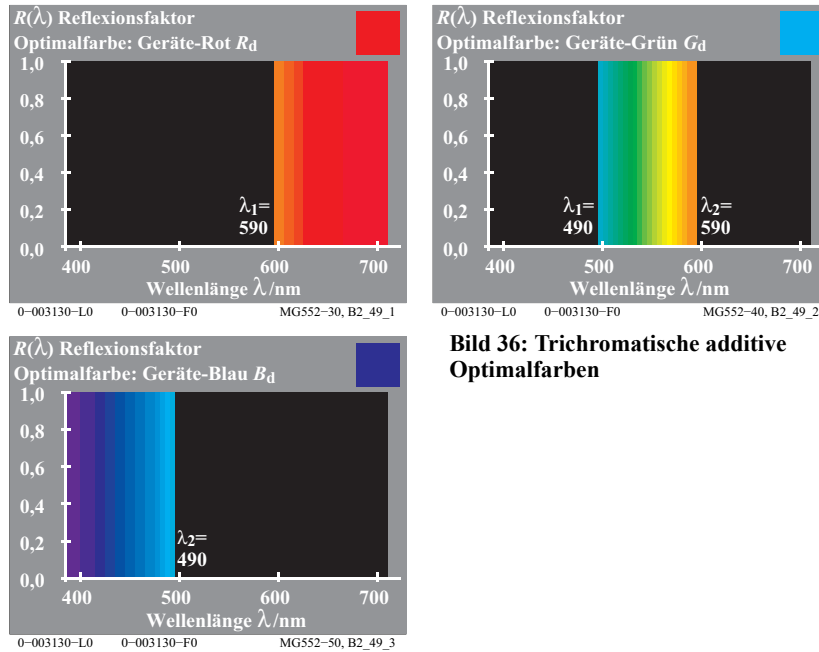 R(λ) Reflexionsfaktor
Optimalfarbe: Geräte-Rot Rd
1,0
0,8
0,6
0,4
0,2
0,0
λ1=
590
400 500 600 700
Wellenlänge λ/nm
0−003130−L0 0−003130−F0 MG552−30, B2_49_1
R(λ) Reflexionsfaktor
Optimalfarbe: Geräte-Grün Gd
1,0
0,8
0,6
0,4
0,2
0,0
λ1= λ2=
490 590
400 500 600 700
Wellenlänge λ/nm
0−003130−L0 0−003130−F0 MG552−40, B2_49_2
R(λ) Reflexionsfaktor
Optimalfarbe: Geräte-Blau Bd
1,0
0,8
0,6
0,4
0,2
0,0
λ2=
490
400 500 600 700
Wellenlänge λ/nm
0−003130−L0 0−003130−F0 MG552−50, B2_49_3
Bild 36: Trichromatische additive
Optimalfarben